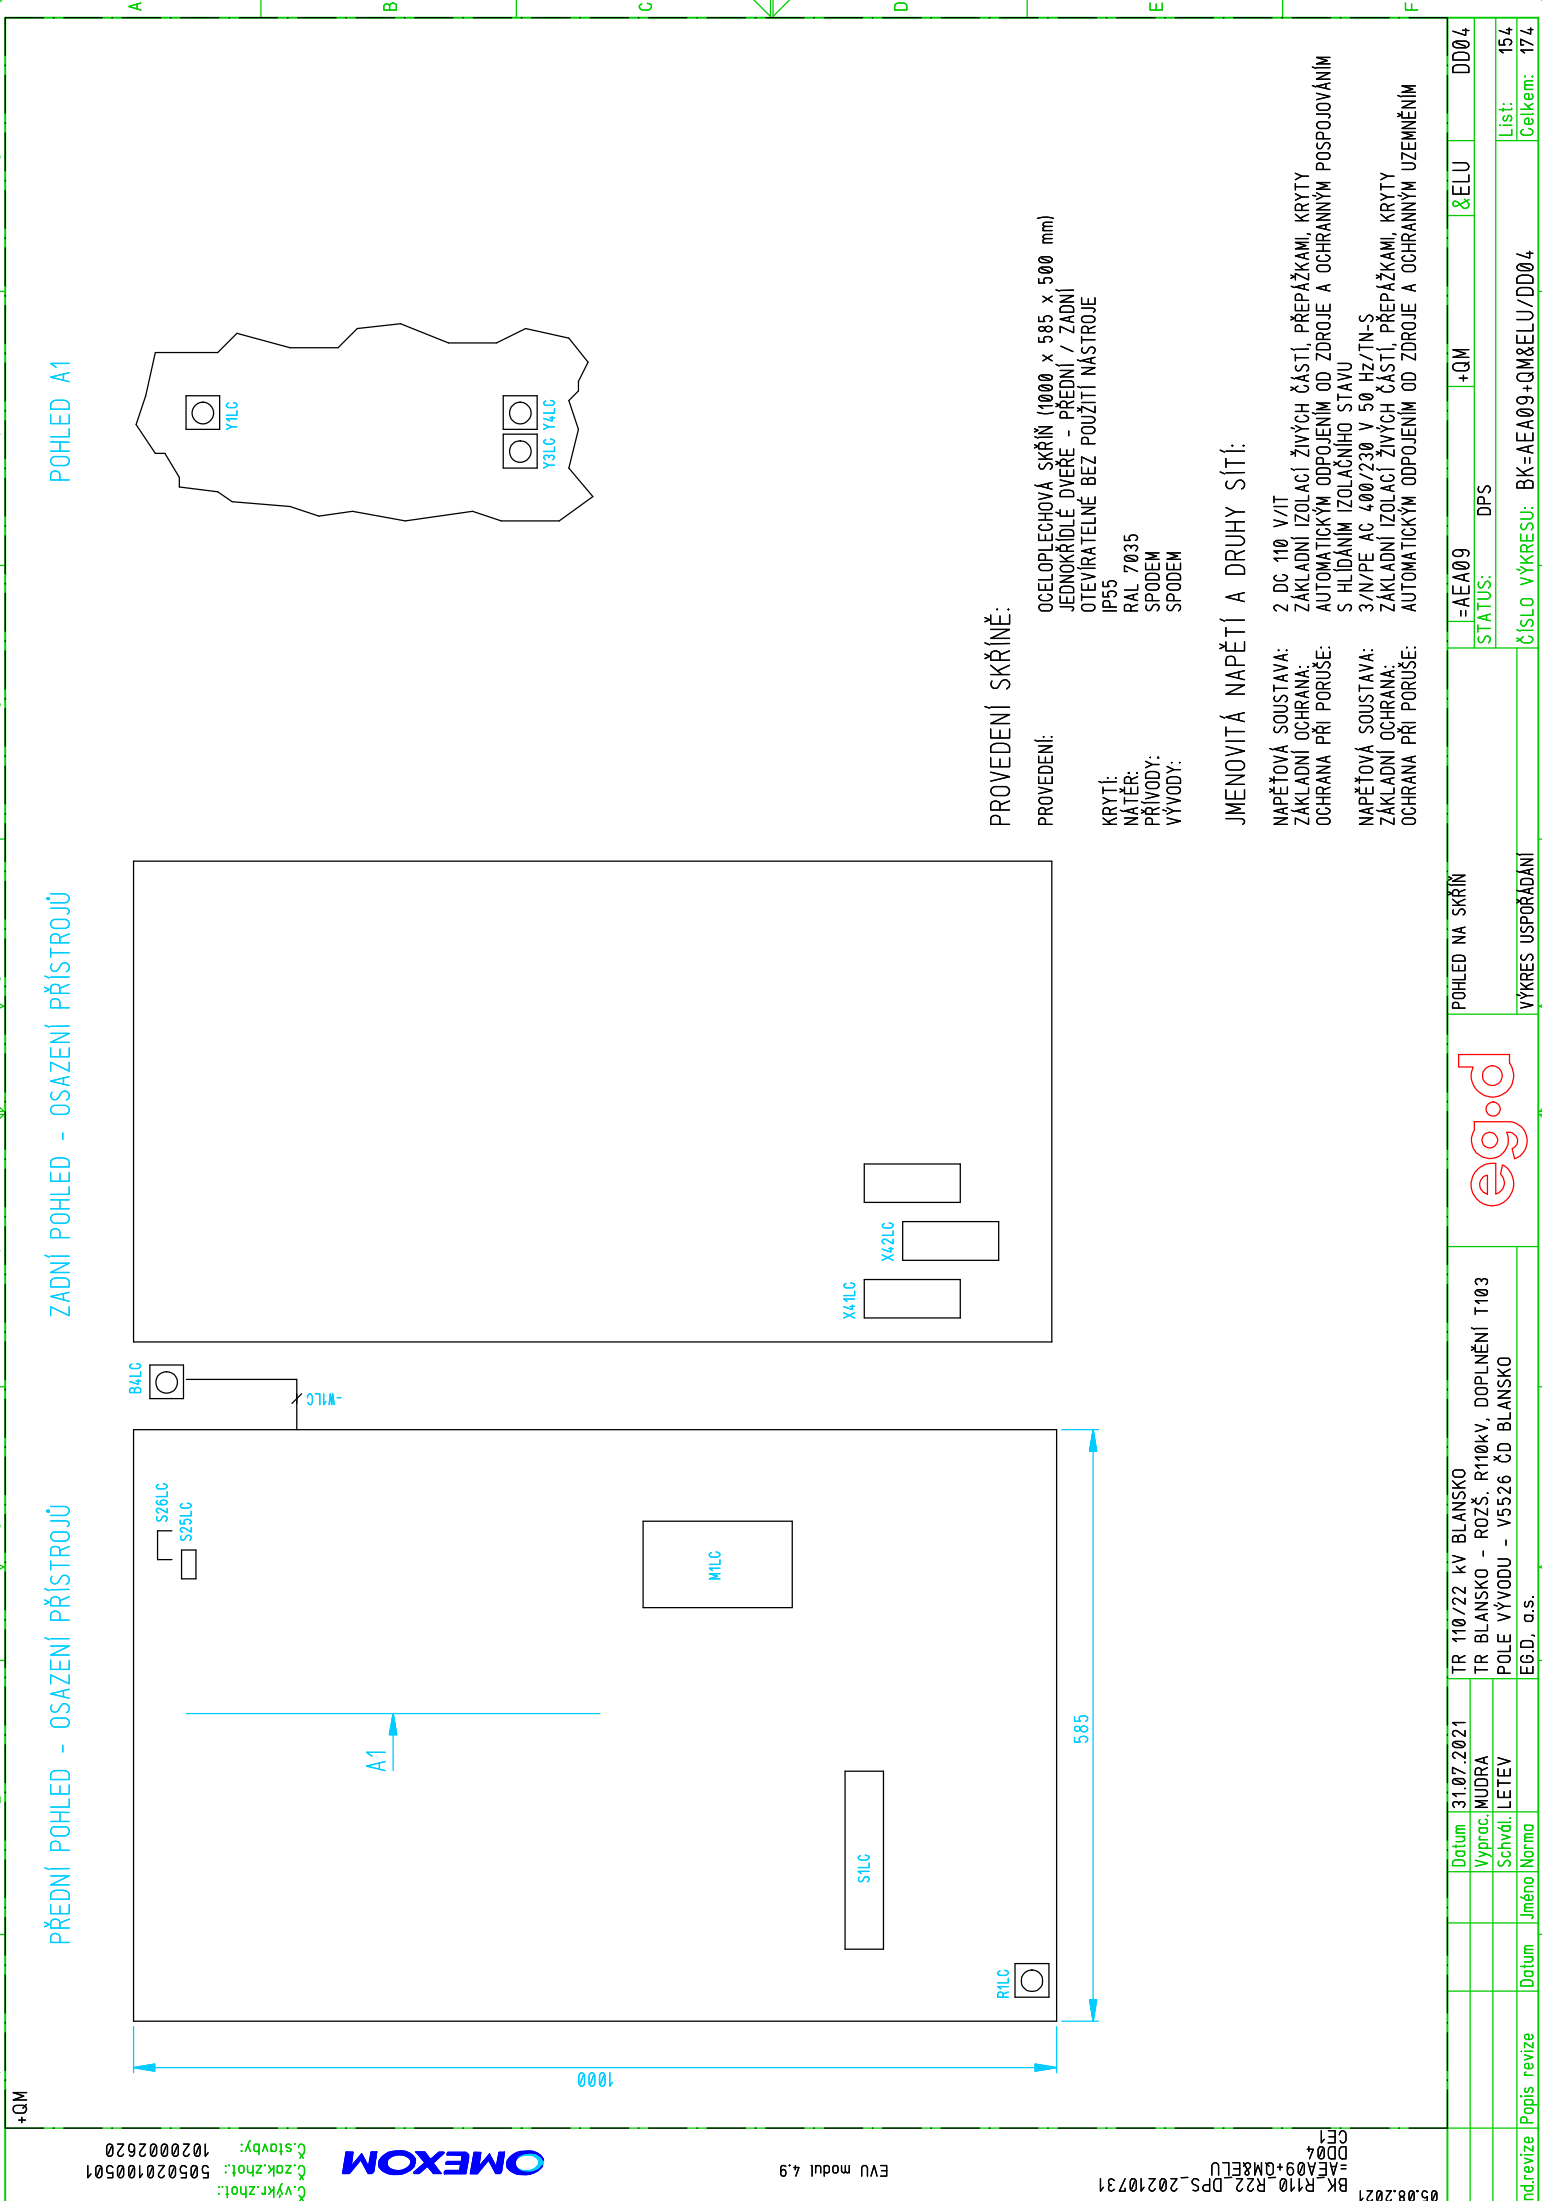 +QM
PŘEDNÍ POHLED - OSAZENÍ PŘÍSTROJŮ
ZADNÍ POHLED - OSAZENÍ PŘÍSTROJŮ
POHLED A1
S26LC
S25LC
B4LC
-W1LC
A1
M1LC
S1LC
R1LC
1000
585
X41LC
X42LC
Y1LC
Y3LC Y4LC
PROVEDENÍ SKŘÍNĚ:
PROVEDENÍ: OCELOPLECHOVÁ SKŘÍŇ (1000 x 585 x 500 mm)
JEDNOKŘÍDLÉ DVEŘE - PŘEDNÍ / ZADNÍ
OTEVÍRATELNÉ BEZ POUŽITÍ NÁSTROJE
KRYTÍ: IP55
NÁTĚR: RAL 7035
PŘÍVODY: SPODEM
VÝVODY: SPODEM
JMENOVITÁ NAPĚTÍ A DRUHY SÍTÍ:
NAPĚŤOVÁ SOUSTAVA: 2 DC 110 V/IT
ZÁKLADNÍ OCHRANA: ZÁKLADNÍ IZOLACÍ ŽIVÝCH ČÁSTÍ, PŘEPÁŽKAMI, KRYTY
OCHRANA PŘI PORUŠE: AUTOMATICKÝM ODPOJENÍM OD ZDROJE A OCHRANNÝM POSPOJOVÁNÍM
S HLÍDÁNÍM IZOLAČNÍHO STAVU
NAPĚŤOVÁ SOUSTAVA: 3/N/PE AC 400/230 V 50 Hz/TN-S
ZÁKLADNÍ OCHRANA: ZÁKLADNÍ IZOLACÍ ŽIVÝCH ČÁSTÍ, PŘEPÁŽKAMI, KRYTY
OCHRANA PŘI PORUŠE: AUTOMATICKÝM ODPOJENÍM OD ZDROJE A OCHRANNÝM UZEMNĚNÍM
A
B
C
D
E
F
Č.výkr.zhot.:
Č.zak.zhot.: 505020100501
Č.stavby: 1020002620
OMEXOM
EVU modul 4.9
05.08.2021
BK_R110_R22_DPS_20210731
=AEA09+QM&ELU
DD04
CE1
nd.revize Popis revize Datum Jméno Norma
Datum 31.07.2021
Vyprac. MUDRA
Schvál. LETEV
TR 110/22 kV BLANSKO
TR BLANSKO - ROZŠ. R110kV, DOPLNĚNÍ T103
POLE VÝVODU - V5526 ČD BLANSKO
EG.D, a.s.
eg·d
POHLED NA SKŘÍŇ
VÝKRES USPOŘÁDÁNÍ
=AEA09 +QM &ELU DD04
STATUS: DPS
List: 154
ČÍSLO VÝKRESU: BK=AEA09+QM&ELU/DD04
Celkem: 174